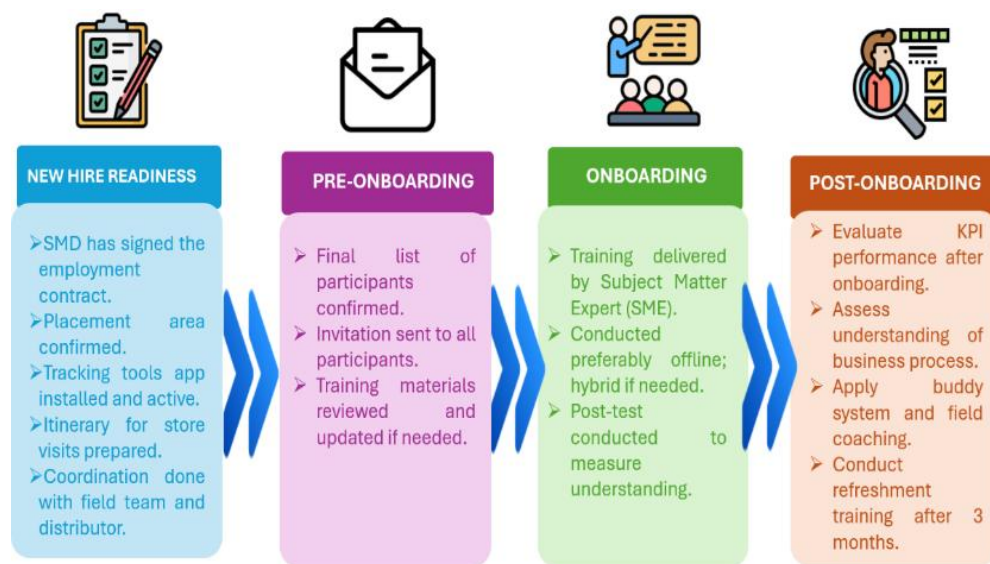 NEW HIRE READINESS
➤SMD has signed the
employment
contract.
➤Placement area
confirmed.
➤Tracking tools app
installed and active.
➤Itinerary for store
visits prepared.
➤Coordination done
with field team and
distributor.
PRE-ONBOARDING
➤ Final list of
participants
confirmed.
➤ Invitation sent to all
participants.
➤ Training materials
reviewed and
updated if needed.
ONBOARDING
➤ Training delivered
by Subject Matter
Expert (SME).
➤ Conducted
preferably offline;
hybrid if needed.
➤ Post-test
conducted to
measure
understanding.
POST-ONBOARDING
➤ Evaluate KPI
performance after
onboarding.
➤ Assess
understanding of
business process.
➤ Apply buddy
system and field
coaching.
➤ Conduct
refreshment
training after 3
months.